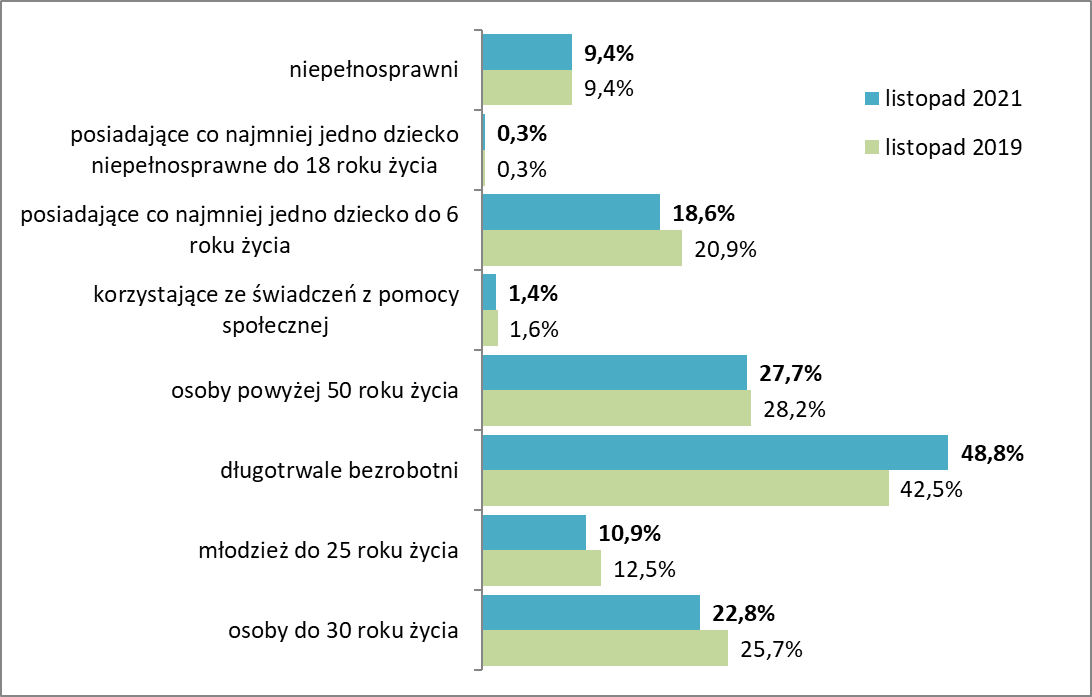 niepełnosprawni
9,4%
9,4%
listopad 2021
listopad 2019
posiadające co najmniej jedno dziecko
niepełnosprawne do 18 roku życia
0,3%
0,3%
posiadające co najmniej jedno dziecko do 6
roku życia
18,6%
20,9%
korzystające ze świadczeń z pomocy
społecznej
1,4%
1,6%
osoby powyżej 50 roku życia
27,7%
28,2%
długotrwale bezrobotni
48,8%
42,5%
młodzież do 25 roku życia
10,9%
12,5%
osoby do 30 roku życia
22,8%
25,7%